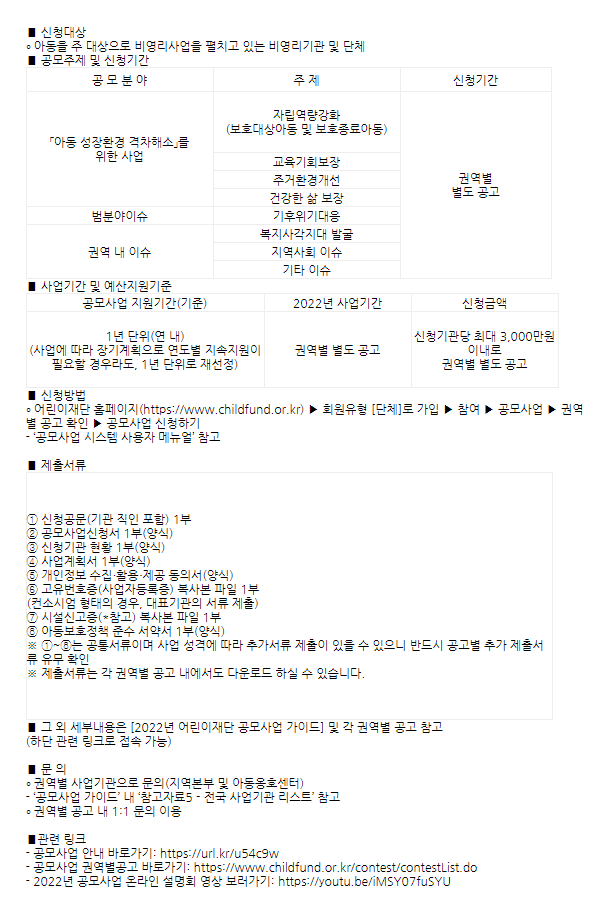 ■ 신청대상
◦ 아동을 주 대상으로 비영리사업을 펼치고 있는 비영리기관 및 단체
■ 공모주제 및 신청기간
공 모 분 야 주 제 신청기간
「아동 성장환경 격차해소」를
위한 사업
자립역량강화
(보호대상아동 및 보호종료아동)
교육기회보장
주거환경개선
건강한 삶 보장
권역별
별도 공고
범분야이슈 기후위기대응
권역 내 이슈
복지사각지대 발굴
지역사회 이슈
기타 이슈
■ 사업기간 및 예산지원기준
공모사업 지원기간(기준) 2022년 사업기간 신청금액
1년 단위(연 내)
(사업에 따라 장기계획으로 연도별 지속지원이
필요할 경우라도, 1년 단위로 재선정)
권역별 별도 공고
신청기관당 최대 3,000만원
이내로
권역별 별도 공고
■ 신청방법
◦ 어린이재단 홈페이지(https://www.childfund.or.kr) ▶ 회원유형 [단체]로 가입 ▶ 참여 ▶ 공모사업 ▶ 권역
별 공고 확인 ▶ 공모사업 신청하기
- ‘공모사업 시스템 사용자 메뉴얼’ 참고
■ 제출서류
① 신청공문(기관 직인 포함) 1부
② 공모사업신청서 1부(양식)
③ 신청기관 현황 1부(양식)
④ 사업계획서 1부(양식)
⑤ 개인정보 수집·활용·제공 동의서(양식)
⑥ 고유번호증(사업자등록증) 복사본 파일 1부
(컨소시엄 형태의 경우, 대표기관의 서류 제출)
⑦ 시설신고증(*참고) 복사본 파일 1부
⑧ 아동보호정책 준수 서약서 1부(양식)
※ ①~⑧는 공통서류이며 사업 성격에 따라 추가서류 제출이 있을 수 있으니 반드시 공고별 추가 제출서
류 유무 확인
※ 제출서류는 각 권역별 공고 내에서도 다운로드 하실 수 있습니다.
■ 그 외 세부내용은 [2022년 어린이재단 공모사업 가이드] 및 각 권역별 공고 참고
(하단 관련 링크로 접속 가능)
■ 문 의
◦ 권역별 사업기관으로 문의(지역본부 및 아동옹호센터)
- ‘공모사업 가이드’ 내 ‘참고자료5 - 전국 사업기관 리스트’ 참고
◦ 권역별 공고 내 1:1 문의 이용
■관련 링크
- 공모사업 안내 바로가기: https://url.kr/u54c9w
- 공모사업 권역별공고 바로가기: https://www.childfund.or.kr/contest/contestList.do
- 2022년 공모사업 온라인 설명회 영상 보러가기: https://youtu.be/iMSY07fuSYU